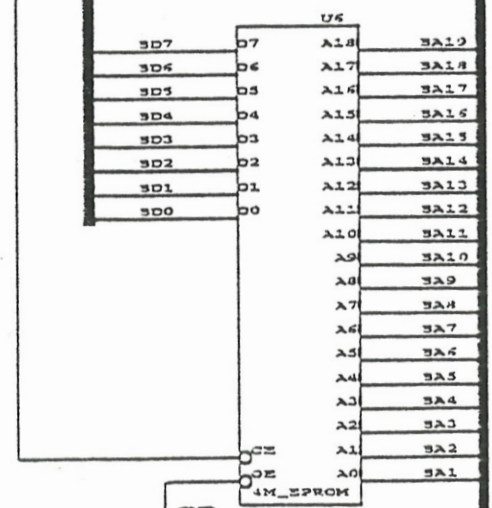 U6
SD7 D7 A18 SA19
SD6 D6 A17 SA18
SD5 D5 A16 SA17
SD4 D4 A15 SA16
SD3 D3 A14 SA15
SD2 D2 A13 SA14
SD1 D1 A12 SA13
SD0 D0 A11 SA12
A10 SA11
A9 SA10
A8 SA9
A7 SA8
A6 SA7
A5 SA6
A4 SA5
A3 SA4
A2 SA3
CE A1 SA2
OE A0 SA1
4M_EPROM